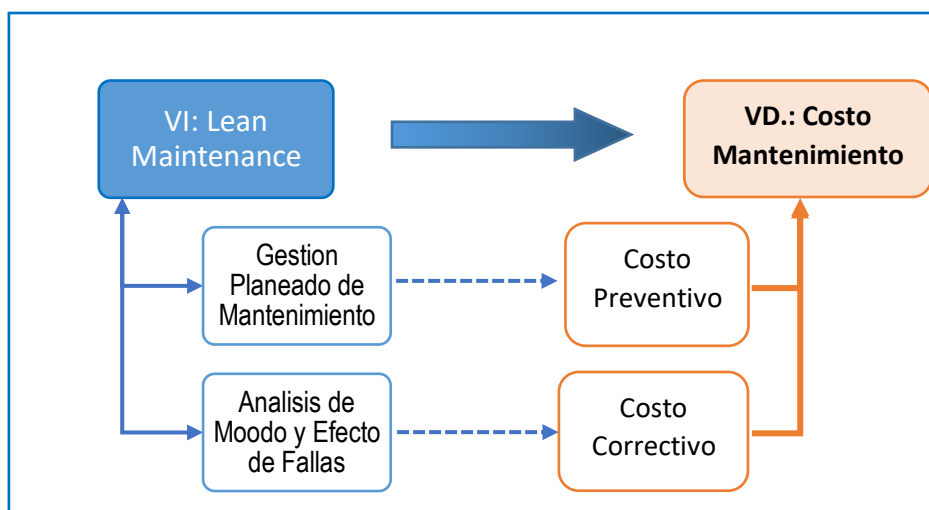 VI: Lean
Maintenance
VD.: Costo
Mantenimiento
Gestion
Planeado de
Mantenimiento
Costo
Preventivo
Analisis de
Moodo y Efecto
de Fallas
Costo
Correctivo